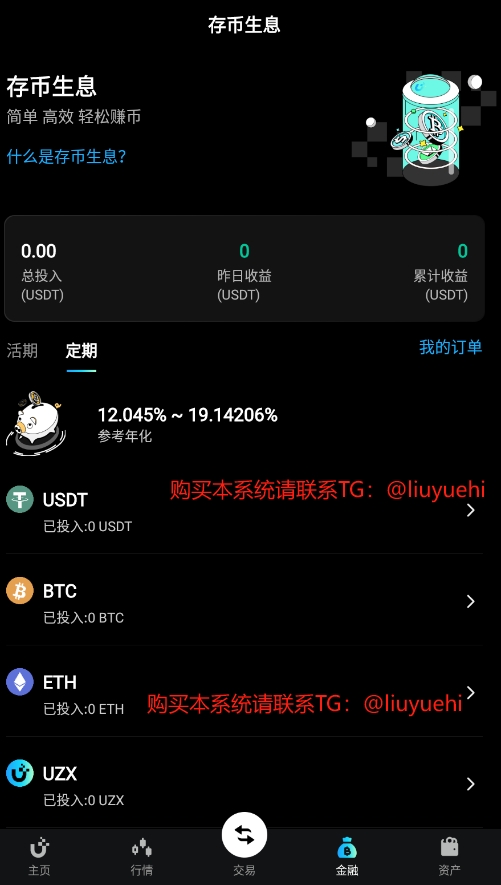 存币生息
存币生息
简单 高效 轻松赚币
什么是存币生息?
0.00
0
0
总投入
昨日收益
累计收益
(USDT)
(USDT)
(USDT)
活期
定期
我的订单
12.045% ~ 19.14206%
参考年化
购买本系统请联系TG：@liuyuehi
USDT
已投入:0 USDT
BTC
已投入:0 BTC
ETH
购买本系统请联系TG：@liuyuehi
已投入:0 ETH
UZX
已投入:0 UZX
主页
行情
交易
金融
资产